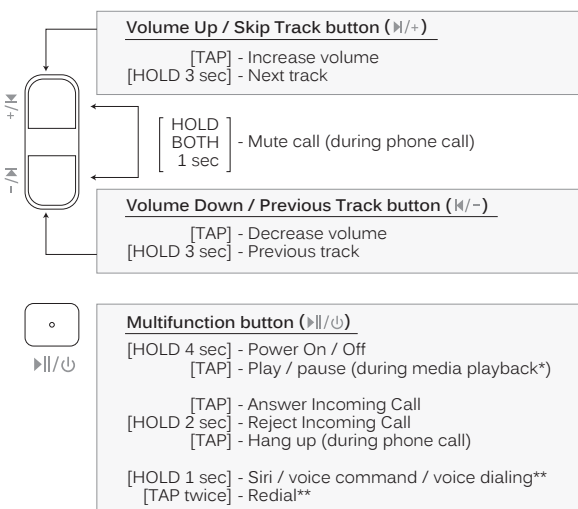 Volume Up / Skip Track button (⏭/+)
[TAP] - Increase volume
[HOLD 3 sec] - Next track
⏭/+
[HOLD BOTH 1 sec] - Mute call (during phone call)
⏮/-
Volume Down / Previous Track button (⏮/-)
[TAP] - Decrease volume
[HOLD 3 sec] - Previous track
⏯/⏻
Multifunction button (⏯/⏻)
[HOLD 4 sec] - Power On / Off
[TAP] - Play / pause (during media playback*)
[TAP] - Answer Incoming Call
[HOLD 2 sec] - Reject Incoming Call
[TAP] - Hang up (during phone call)
[HOLD 1 sec] - Siri / voice command / voice dialing**
[TAP twice] - Redial**